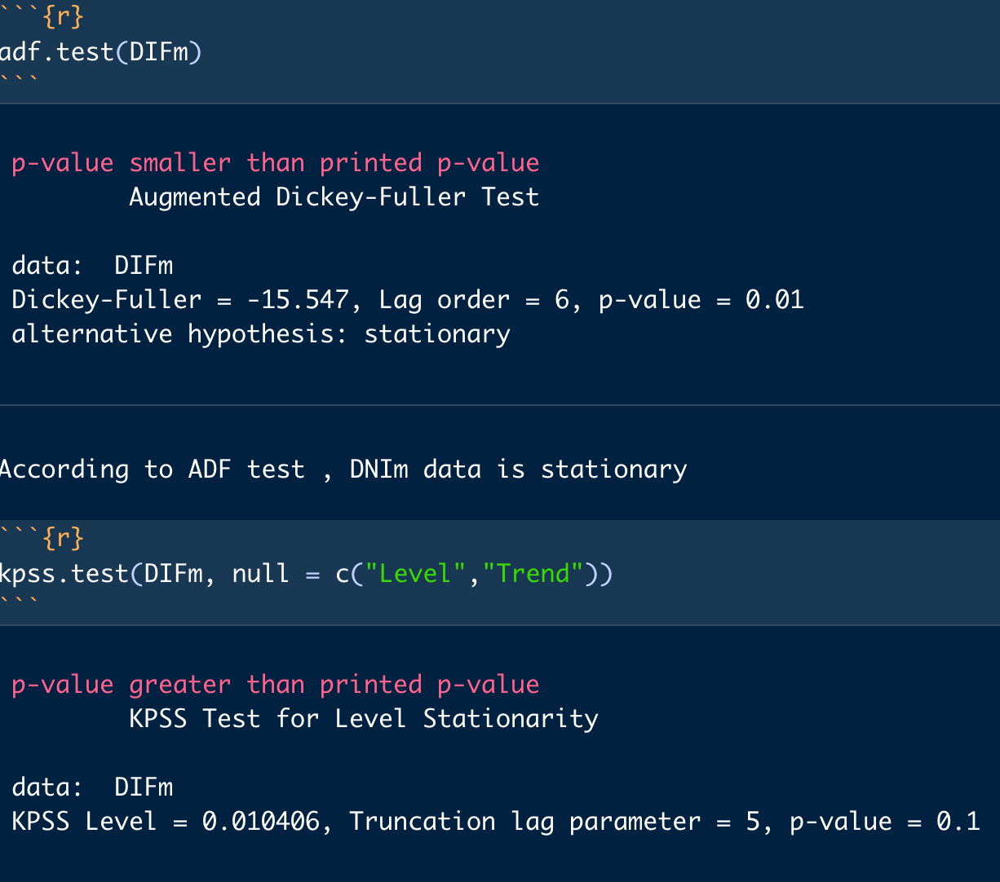 ```{r}
adf.test(DIFm)
```
p-value smaller than printed p-value
Augmented Dickey-Fuller Test
data:  DIFm
Dickey-Fuller = -15.547, Lag order = 6, p-value = 0.01
alternative hypothesis: stationary
According to ADF test , DNIm data is stationary
```{r}
kpss.test(DIFm, null = c("Level","Trend"))
```
p-value greater than printed p-value
KPSS Test for Level Stationarity
data:  DIFm
KPSS Level = 0.010406, Truncation lag parameter = 5, p-value = 0.1